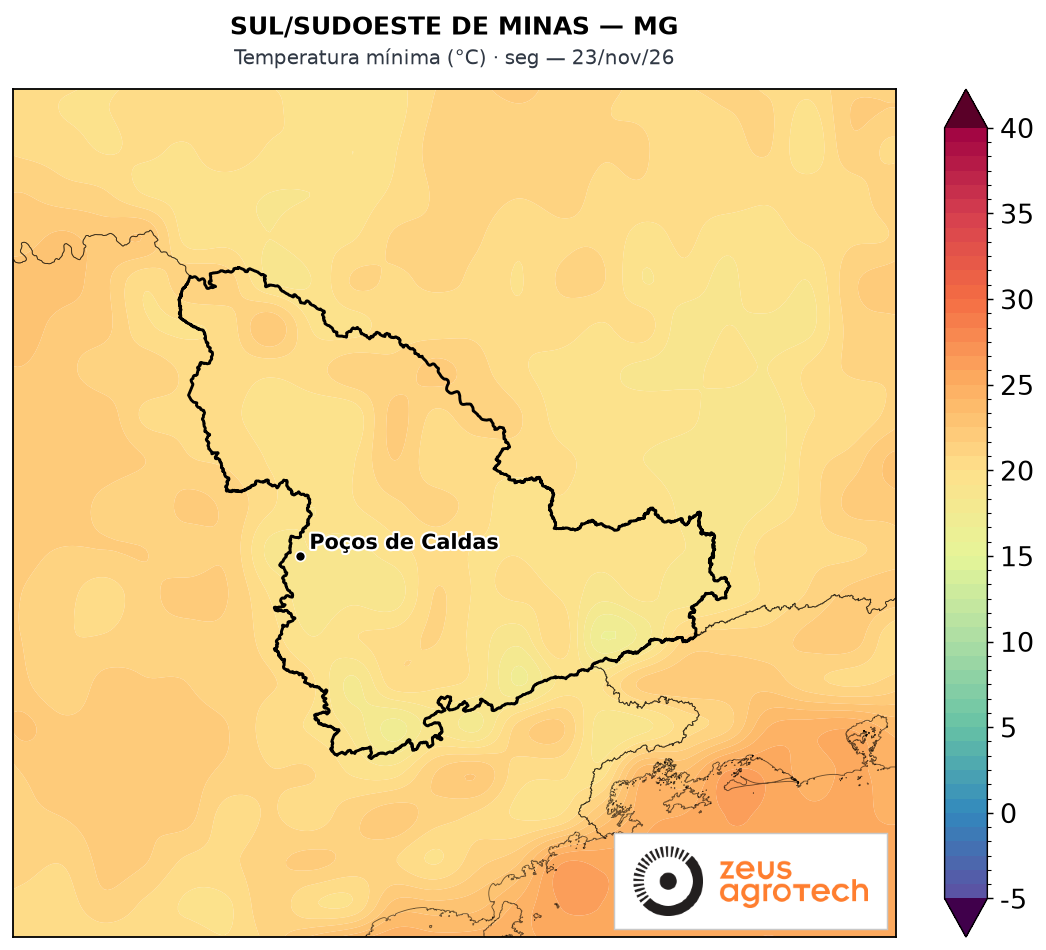 SUL/SUDOESTE DE MINAS — MG
Temperatura mínima (°C) · seg — 23/nov/26
40
35
30
25
20
15
10
5
0
-5
Poços de Caldas
zeus
agrotech